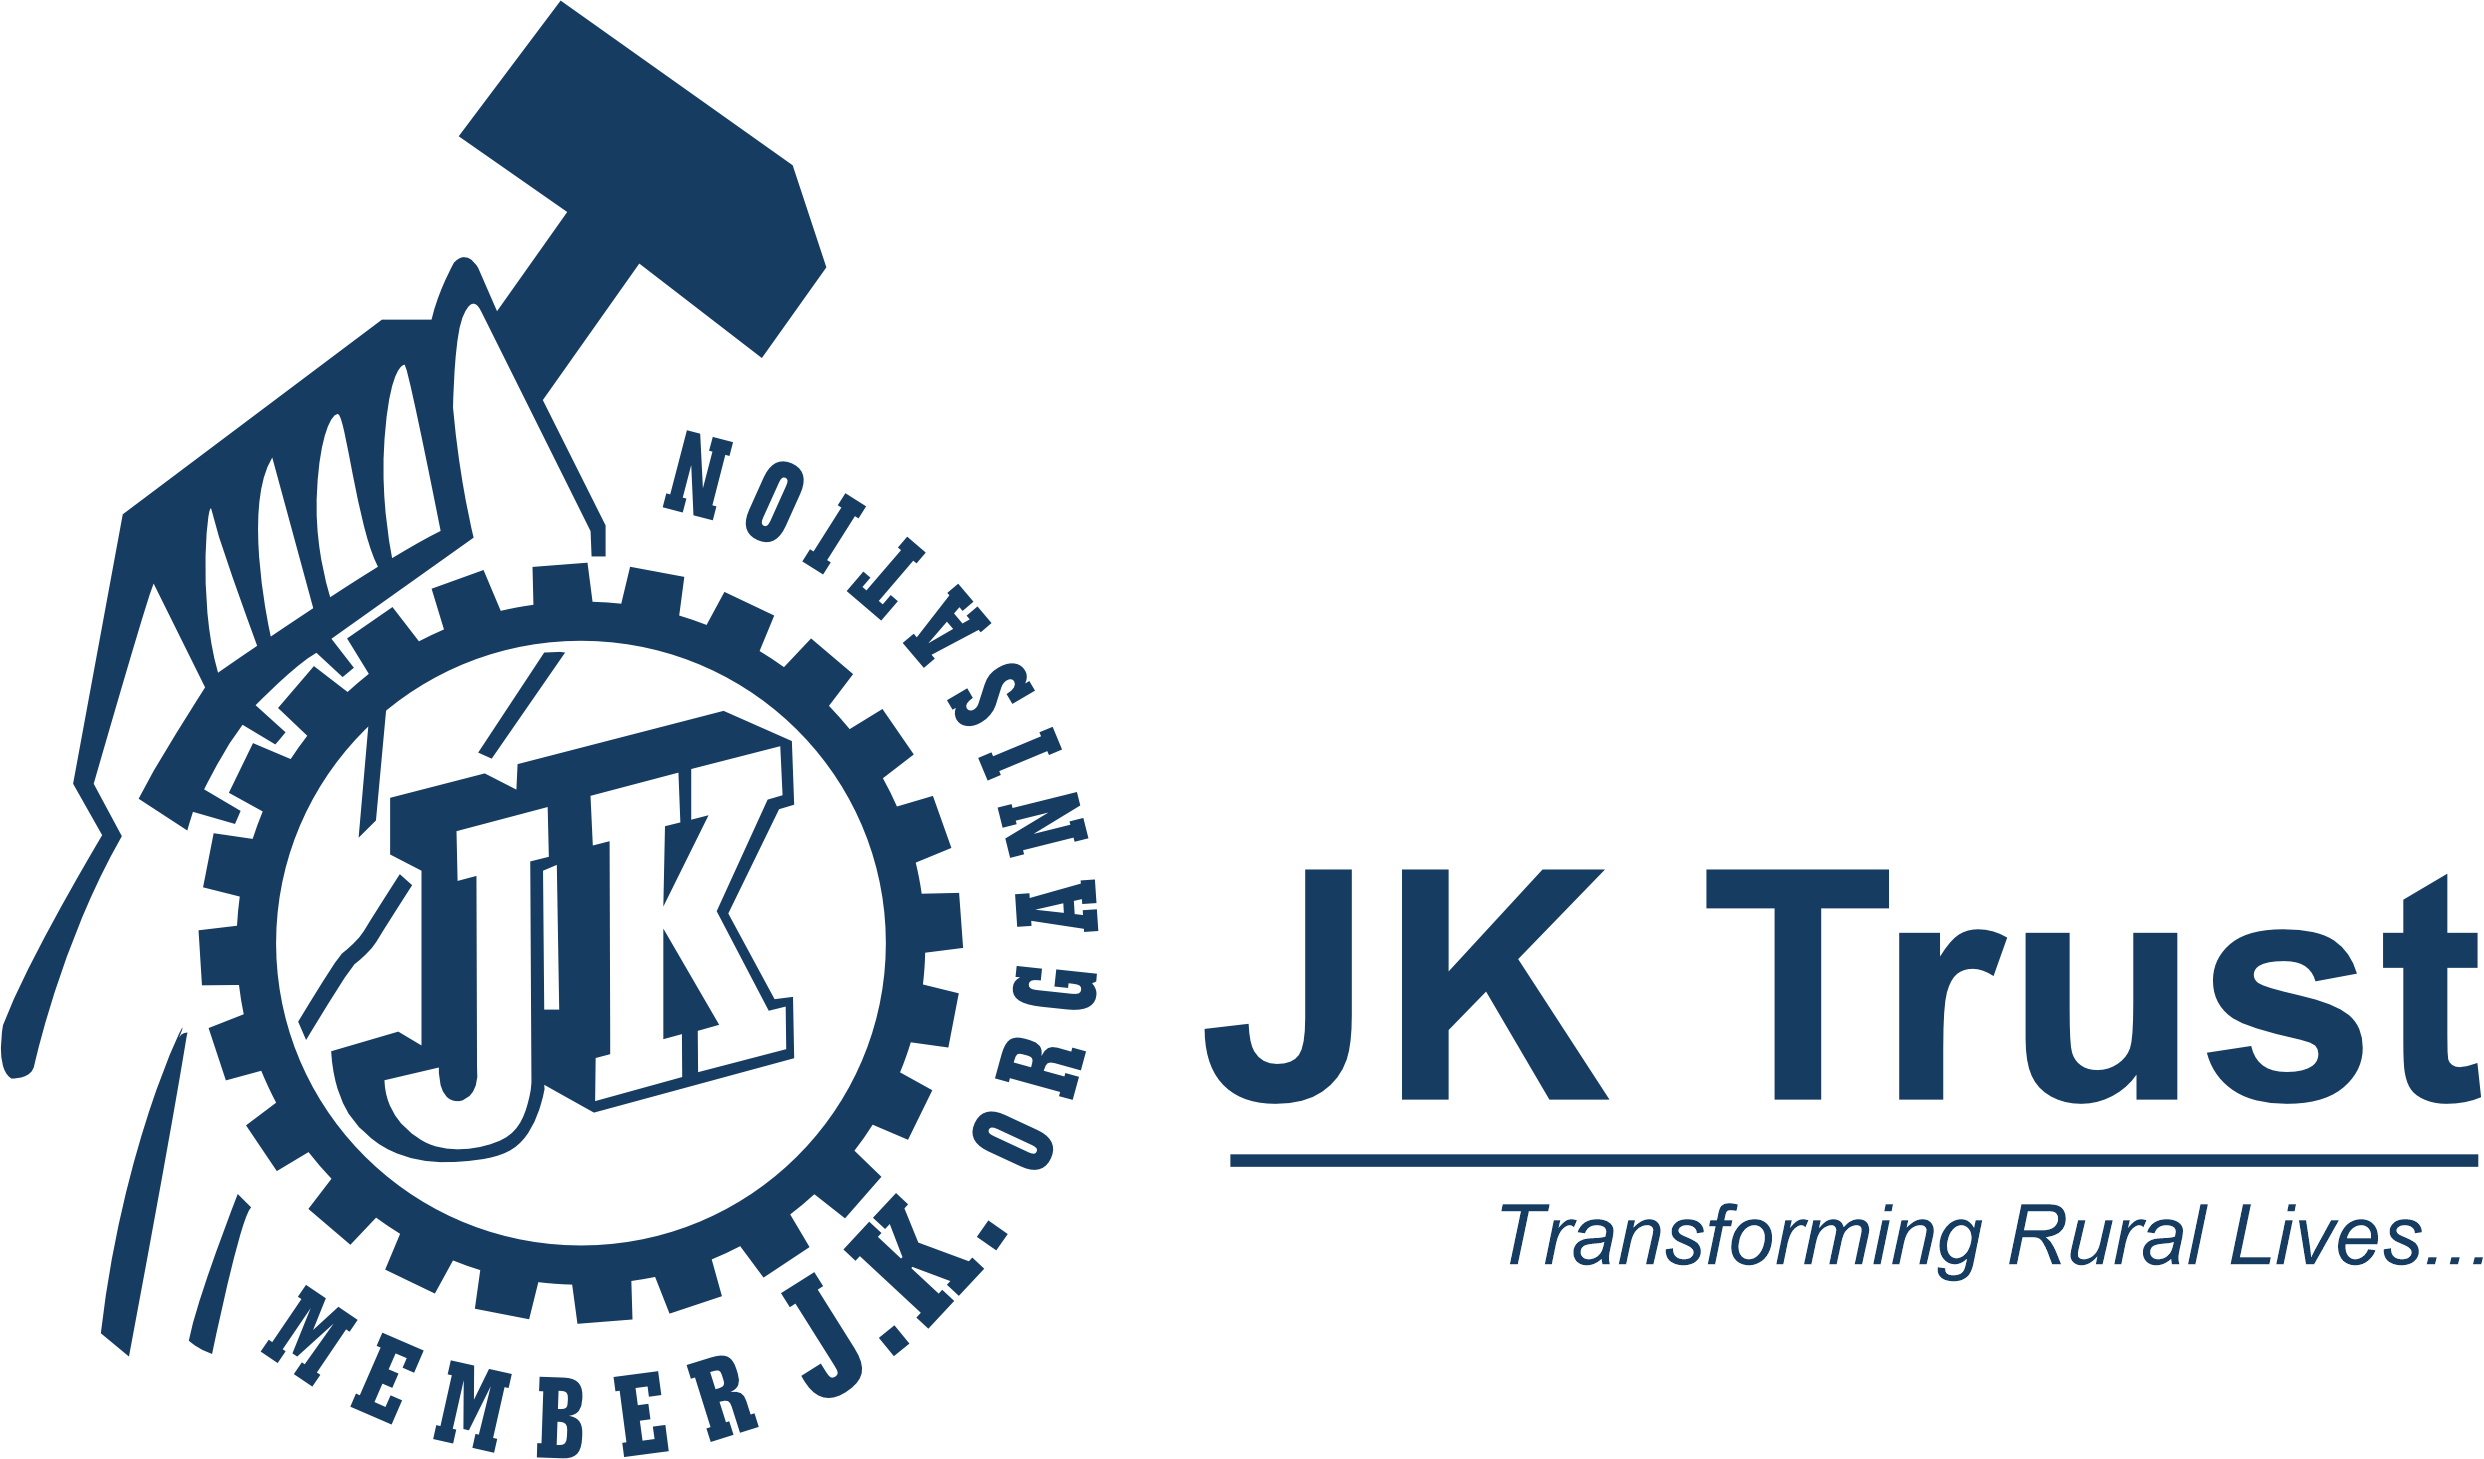 MEMBER J.K. ORGANISATION
JK
JK Trust
Transforming Rural Lives...